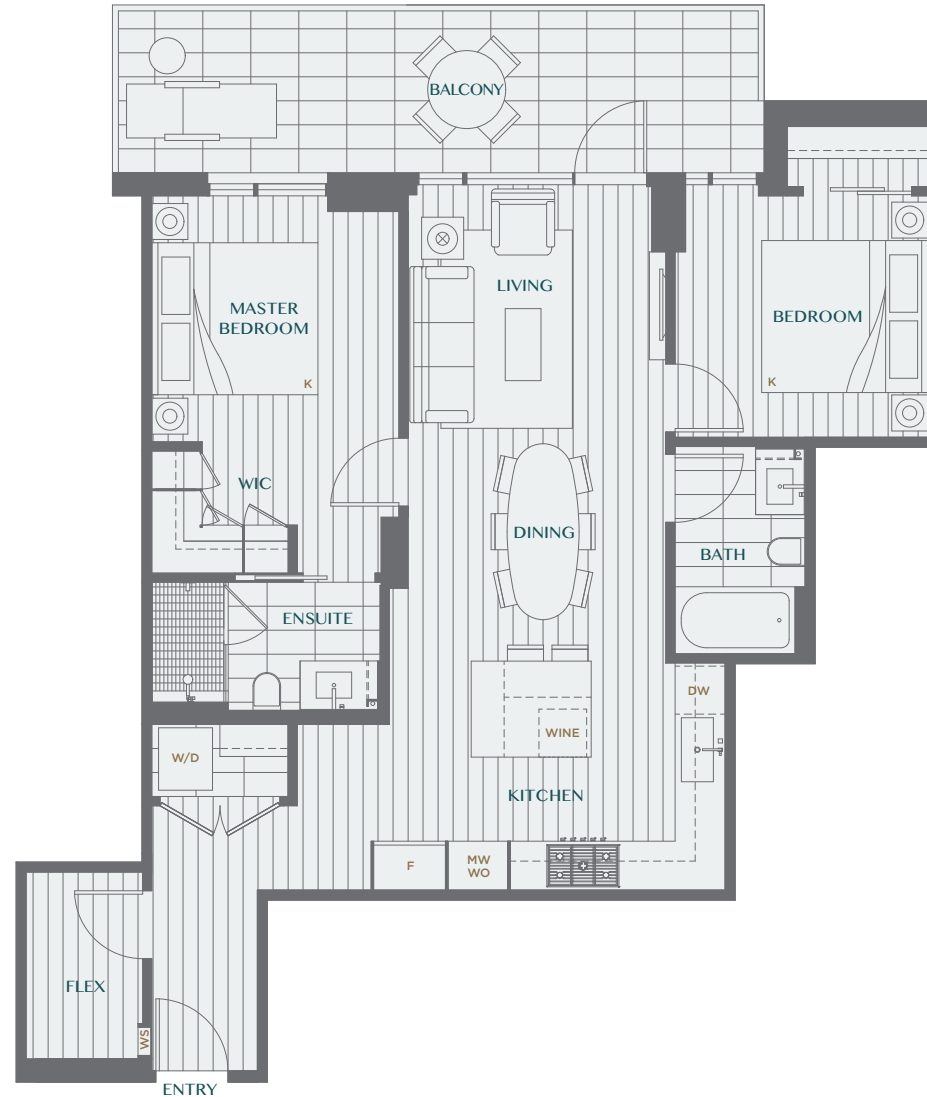 BALCONY
LIVING
MASTER
BEDROOM
BEDROOM
K
K
WIC
DINING
BATH
ENSUITE
DW
WINE
W/D
KITCHEN
F
MW
WO
FLEX
WS
ENTRY